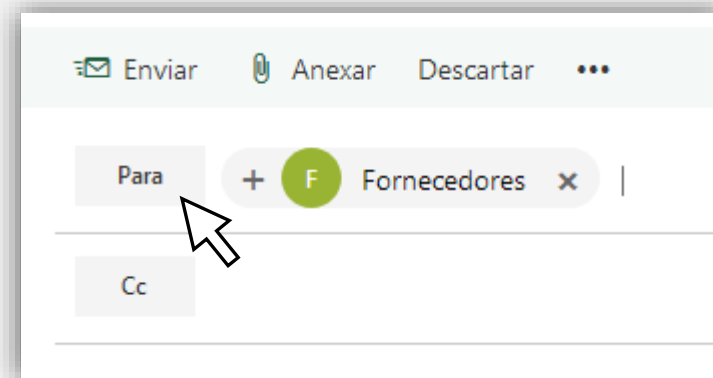 Enviar Anexar Descartar •••
Para + F Fornecedores ×
Cc